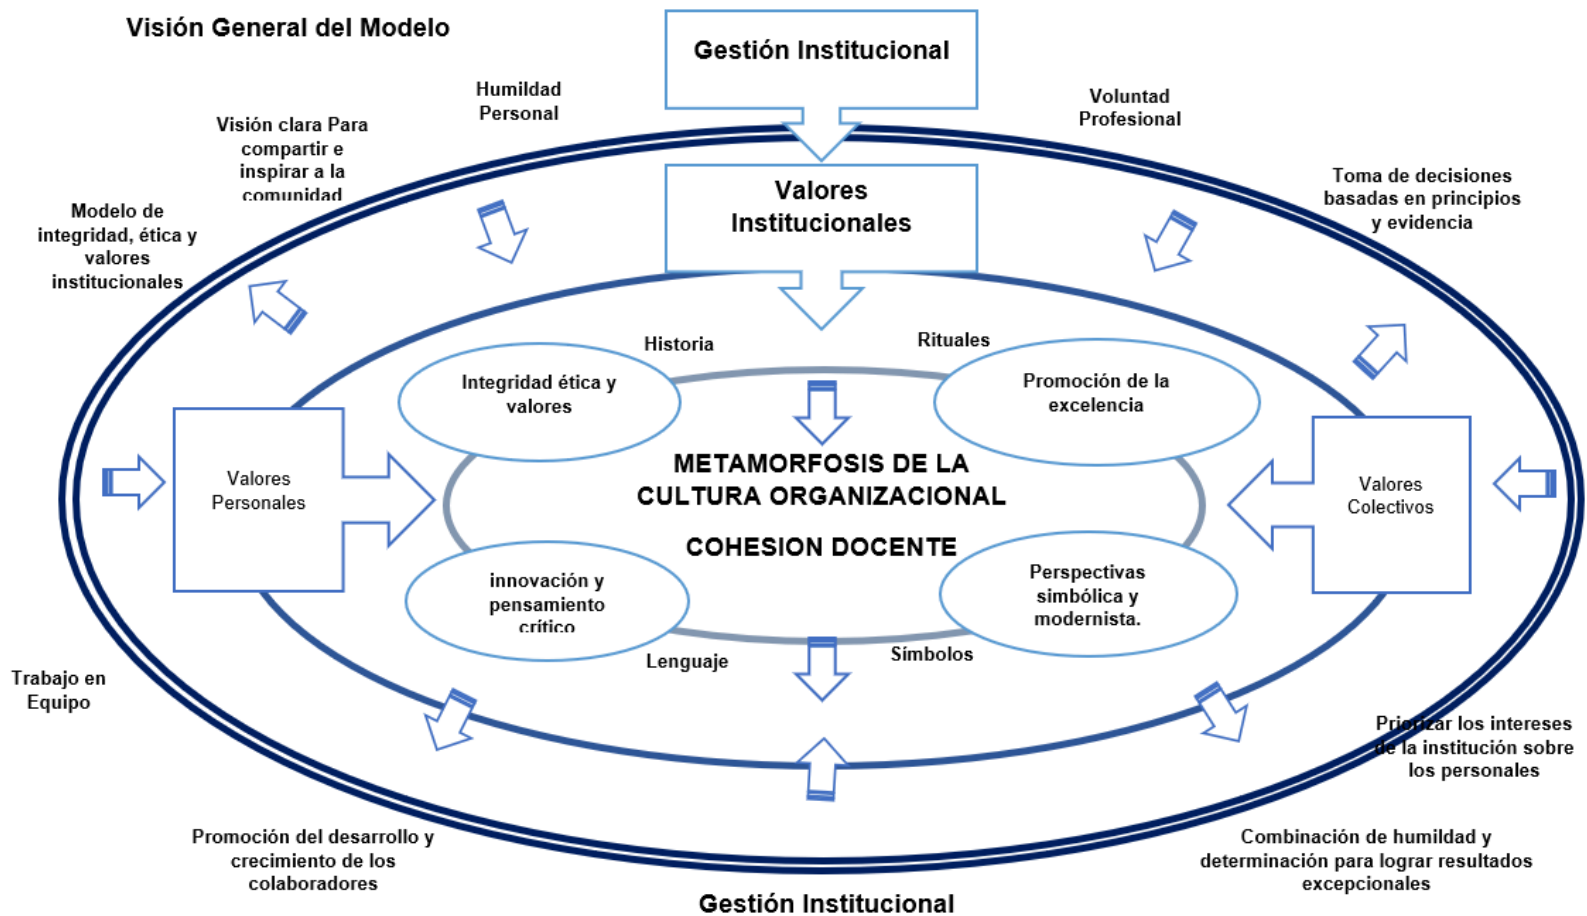 Visión General del Modelo
Gestión Institucional
Humildad
Personal
Voluntad
Profesional
Visión clara Para
compartir e
inspirar a la
comunidad
Valores
Institucionales
Toma de decisiones
basadas en principios
y evidencia
Modelo de
integridad, ética y
valores
institucionales
Historia
Rituales
Integridad ética y
valores
Promoción de la
excelencia
METAMORFOSIS DE LA
CULTURA ORGANIZACIONAL
COHESION DOCENTE
Valores
Personales
Valores
Colectivos
innovación y
pensamiento
crítico
Perspectivas
simbólica y
modernista.
Lenguaje
Símbolos
Trabajo en
Equipo
Priorizar los intereses
de la institución sobre
los personales
Promoción del desarrollo y
crecimiento de los
colaboradores
Combinación de humildad y
determinación para lograr resultados
excepcionales
Gestión Institucional